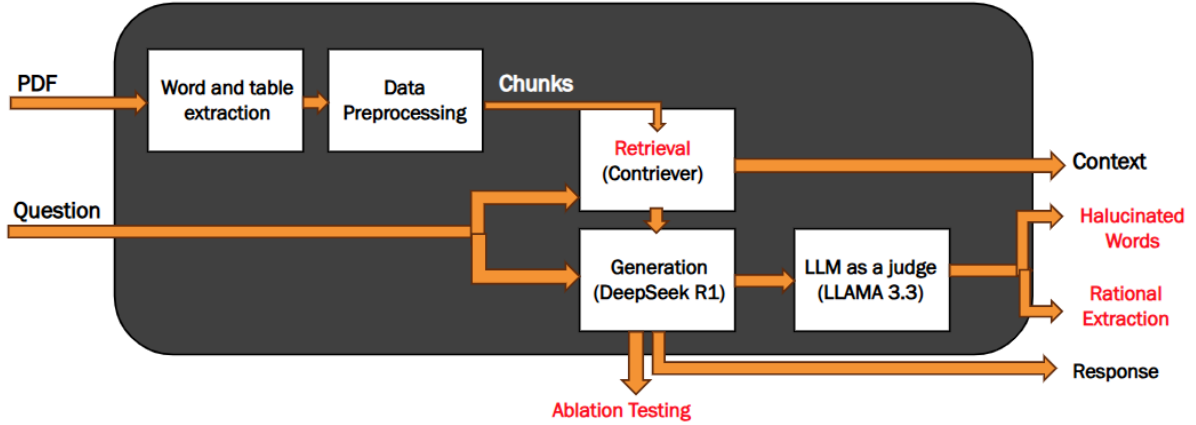 PDF
Word and table
extraction
Data
Preprocessing
Chunks
Retrieval
(Contriever)
Context
Question
Generation
(DeepSeek R1)
LLM as a judge
(LLAMA 3.3)
Halucinated
Words
Rational
Extraction
Response
Ablation Testing